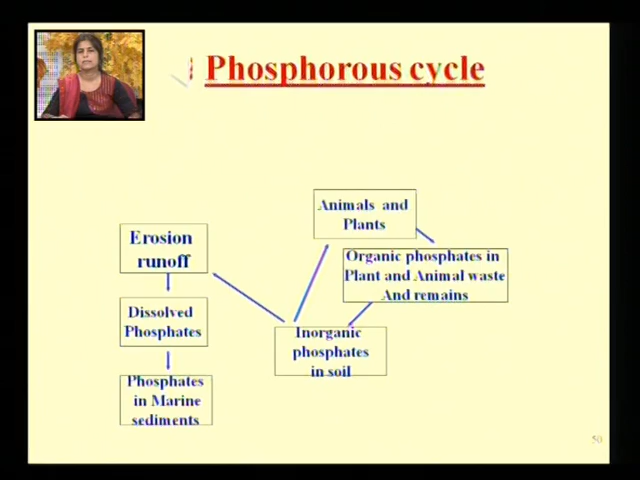 Phosphorous cycle
Animals and
Plants
Erosion
runoff
Organic phosphates in
Plant and Animal waste
And remains
Dissolved
Phosphates
Inorganic
phosphates
in soil
Phosphates
in Marine
sediments
50